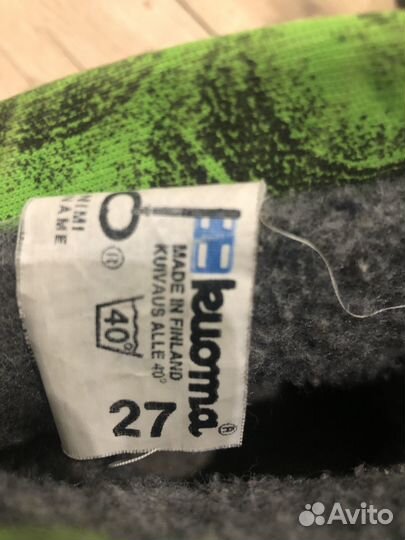 kuoma®
MADE IN FINLAND
KUIVAUS ALLE 40°
40°
27
NIMI
NAME
Avito